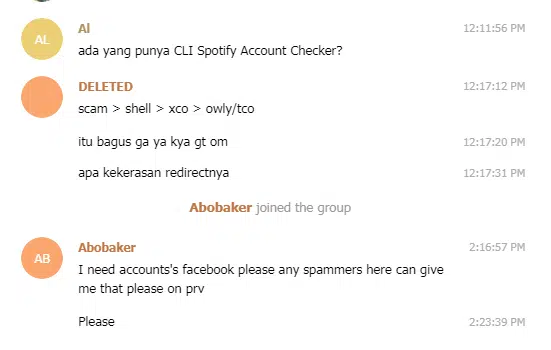 AL
Al
12:11:56 PM
ada yang punya CLI Spotify Account Checker?
DELETED
12:17:12 PM
scam > shell > xco > owly/tco
itu bagus ga ya kya gt om
12:17:20 PM
apa kekerasan redirectnya
12:17:31 PM
Abobaker joined the group
AB
Abobaker
2:16:57 PM
I need accounts's facebook please any spammers here can give
me that please on prv
Please
2:23:39 PM